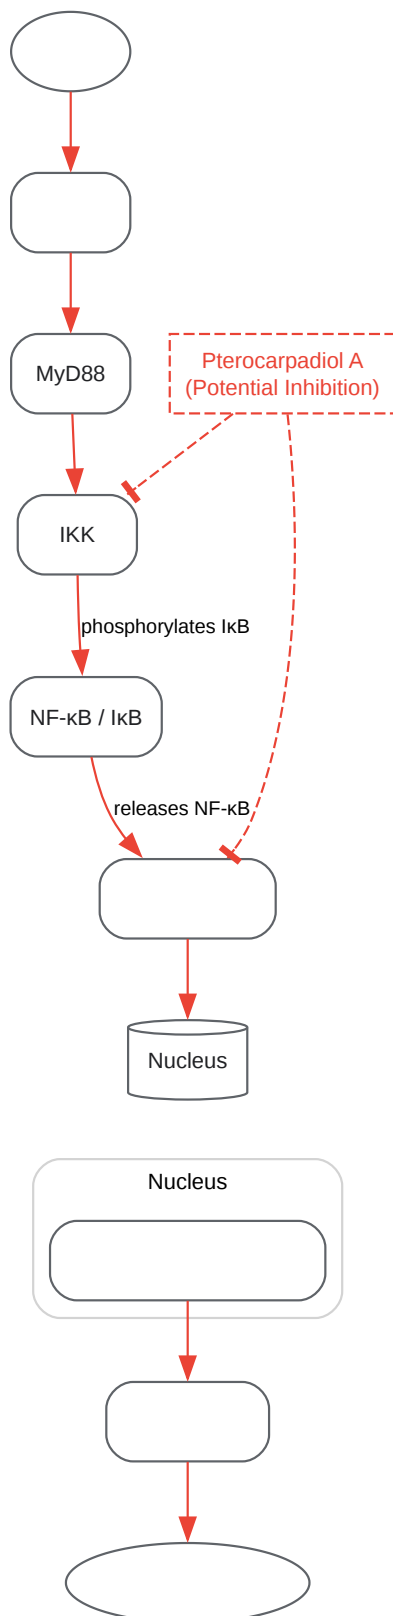 MyD88
Pterocarpadiol A
(Potential Inhibition)
IKK
phosphorylates IκB
NF-κB / IκB
releases NF-κB
Nucleus
Nucleus